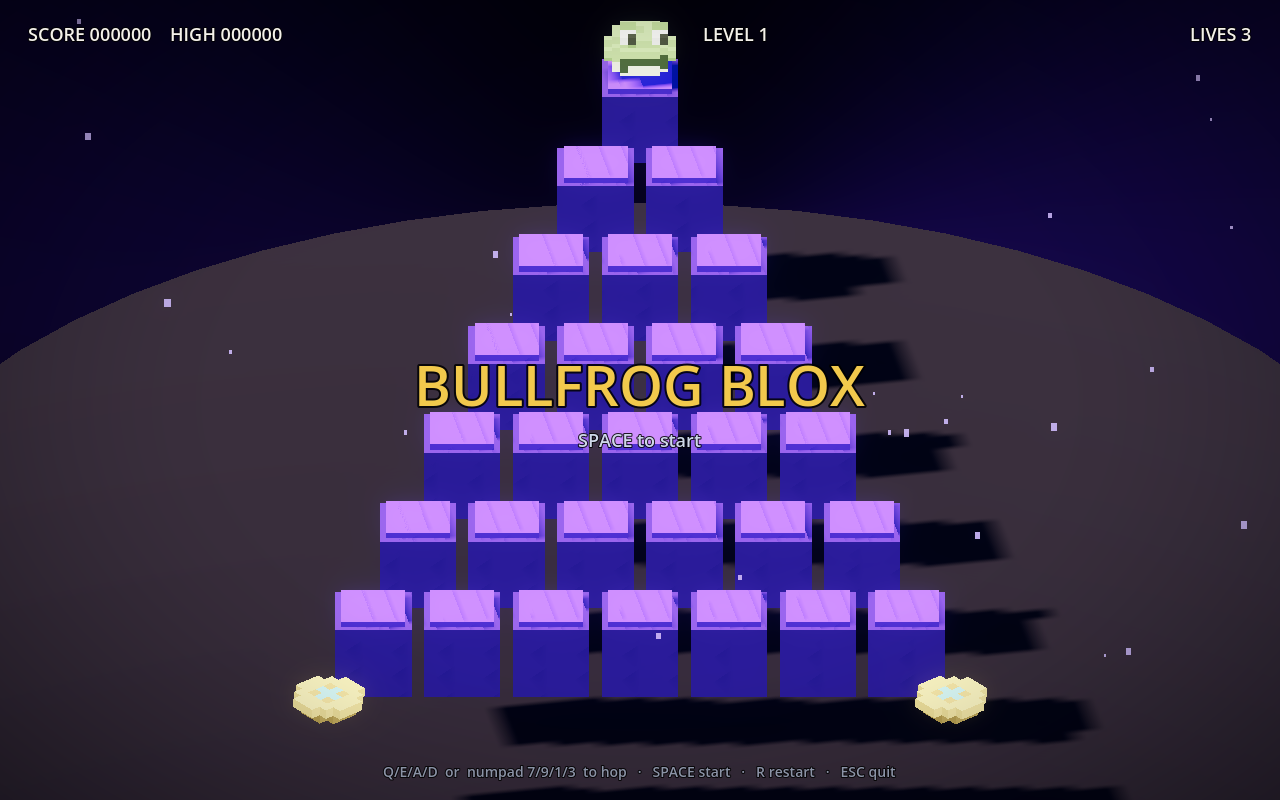 SCORE 000000 HIGH 000000 LEVEL 1 LIVES 3
BULLFROG BLOX
SPACE to start
Q/E/A/D or numpad 7/9/1/3 to hop · SPACE start · R restart · ESC quit